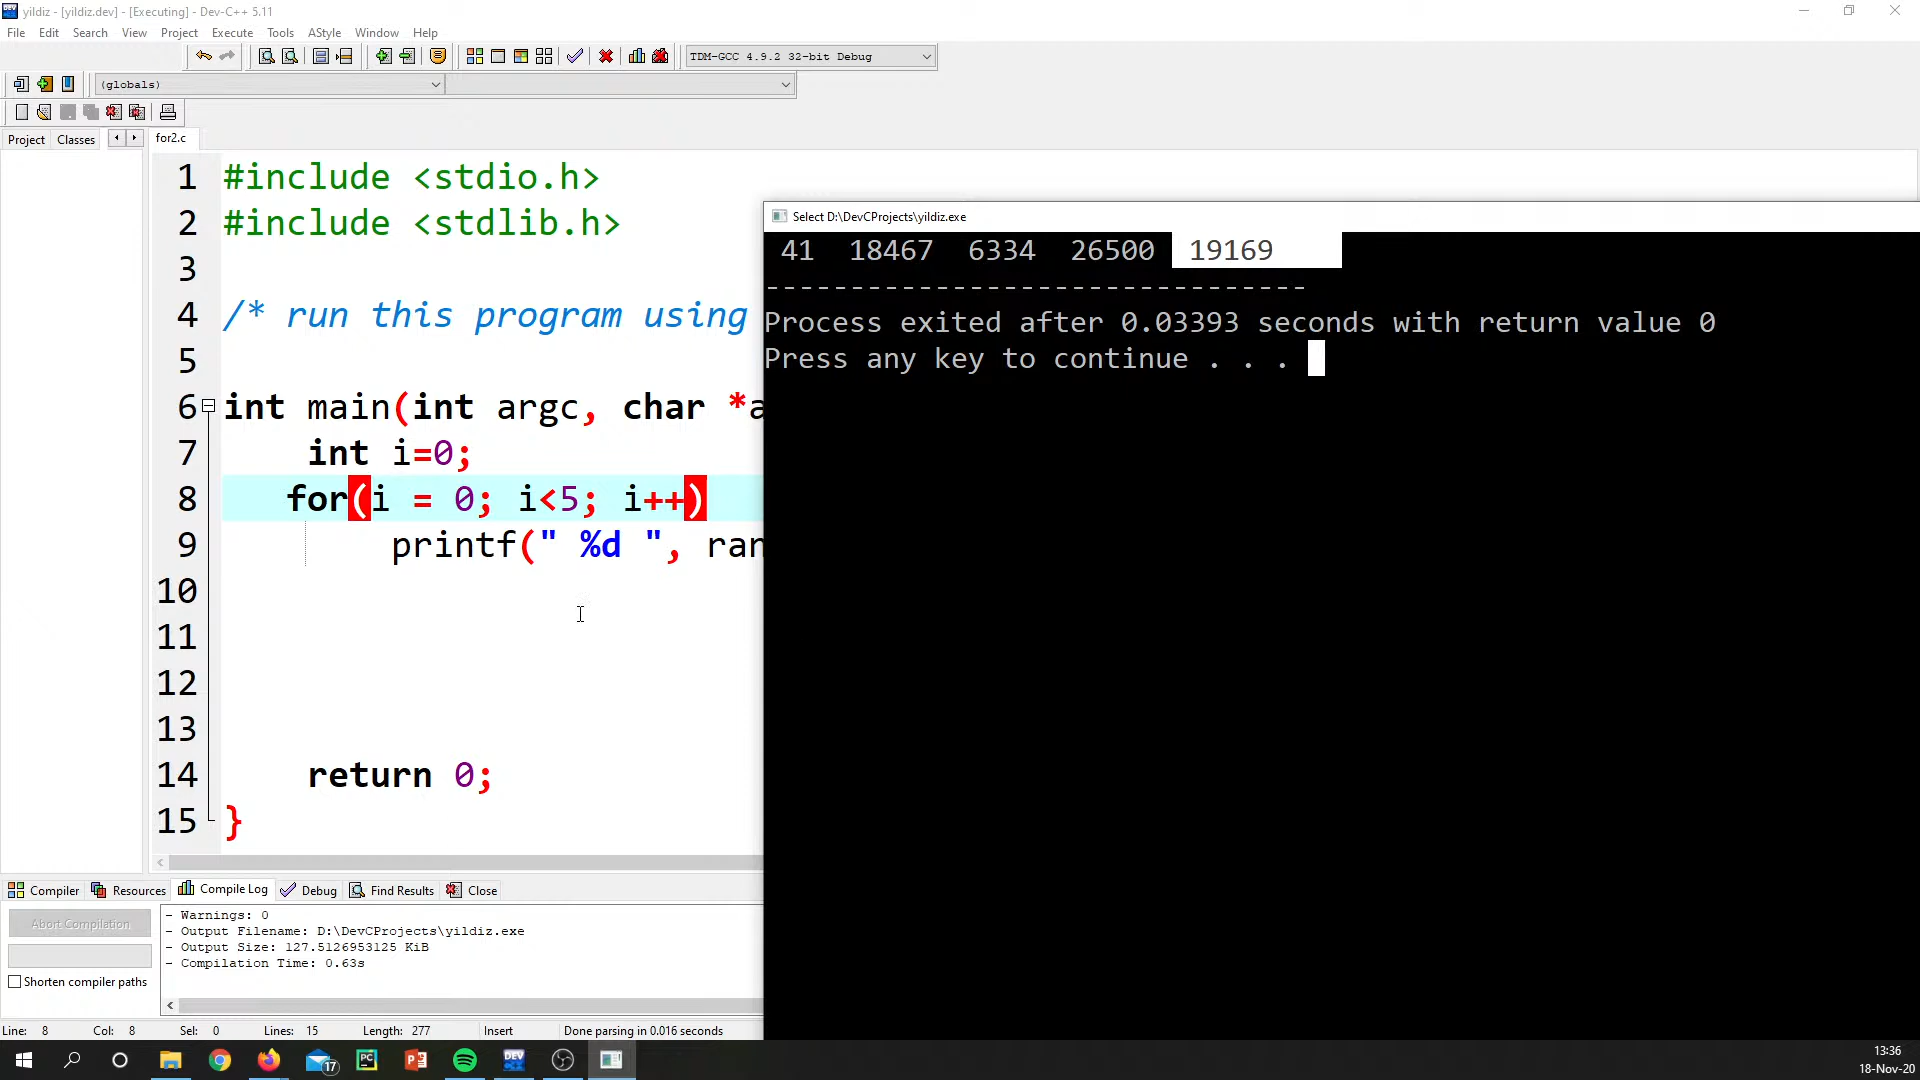 yildiz - [yildiz.dev] - [Executing] - Dev-C++ 5.11
File Edit Search View Project Execute Tools AStyle Window Help
TDM-GCC 4.9.2 32-bit Debug
(globals)
Project Classes for2.c
1 #include <stdio.h>
2 #include <stdlib.h>
3
4 /* run this program using
5
6 int main(int argc, char *a
7 int i=0;
8 for(i = 0; i<5; i++)
9 printf(" %d ", ran
10
11
12
13
14 return 0;
15 }
Select D:\DevCProjects\yildiz.exe
41 18467 6334 26500 19169
--------------------------------
Process exited after 0.03393 seconds with return value 0
Press any key to continue . . .
Compiler Resources Compile Log Debug Find Results Close
Abort Compilation
Shorten compiler paths
- Warnings: 0
- Output Filename: D:\DevCProjects\yildiz.exe
- Output Size: 127.5126953125 KiB
- Compilation Time: 0.63s
Line: 8 Col: 8 Sel: 0 Lines: 15 Length: 277 Insert Done parsing in 0.016 seconds
17
PC
DEV
13:36
18-Nov-20